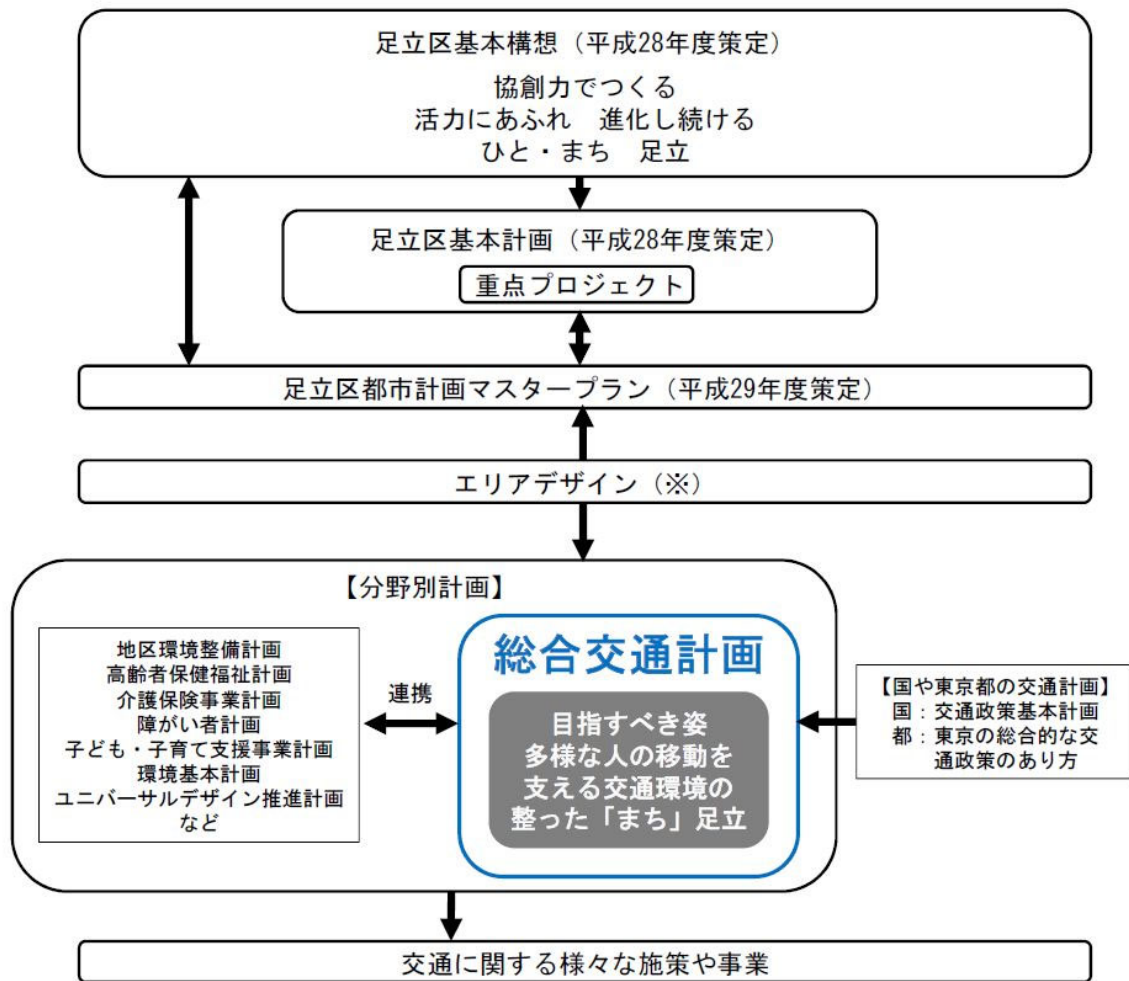 足立区基本構想（平成28年度策定）
協創力でつくる
活力にあふれ　進化し続ける
ひと・まち　足立
足立区基本計画（平成28年度策定）
重点プロジェクト
足立区都市計画マスタープラン（平成29年度策定）
エリアデザイン（※）
【分野別計画】
地区環境整備計画
高齢者保健福祉計画
介護保険事業計画
障がい者計画
子ども・子育て支援事業計画
環境基本計画
ユニバーサルデザイン推進計画
など
連携
総合交通計画
目指すべき姿
多様な人の移動を
支える交通環境の
整った「まち」足立
【国や東京都の交通計画】
国：交通政策基本計画
都：東京の総合的な交
通政策のあり方
交通に関する様々な施策や事業